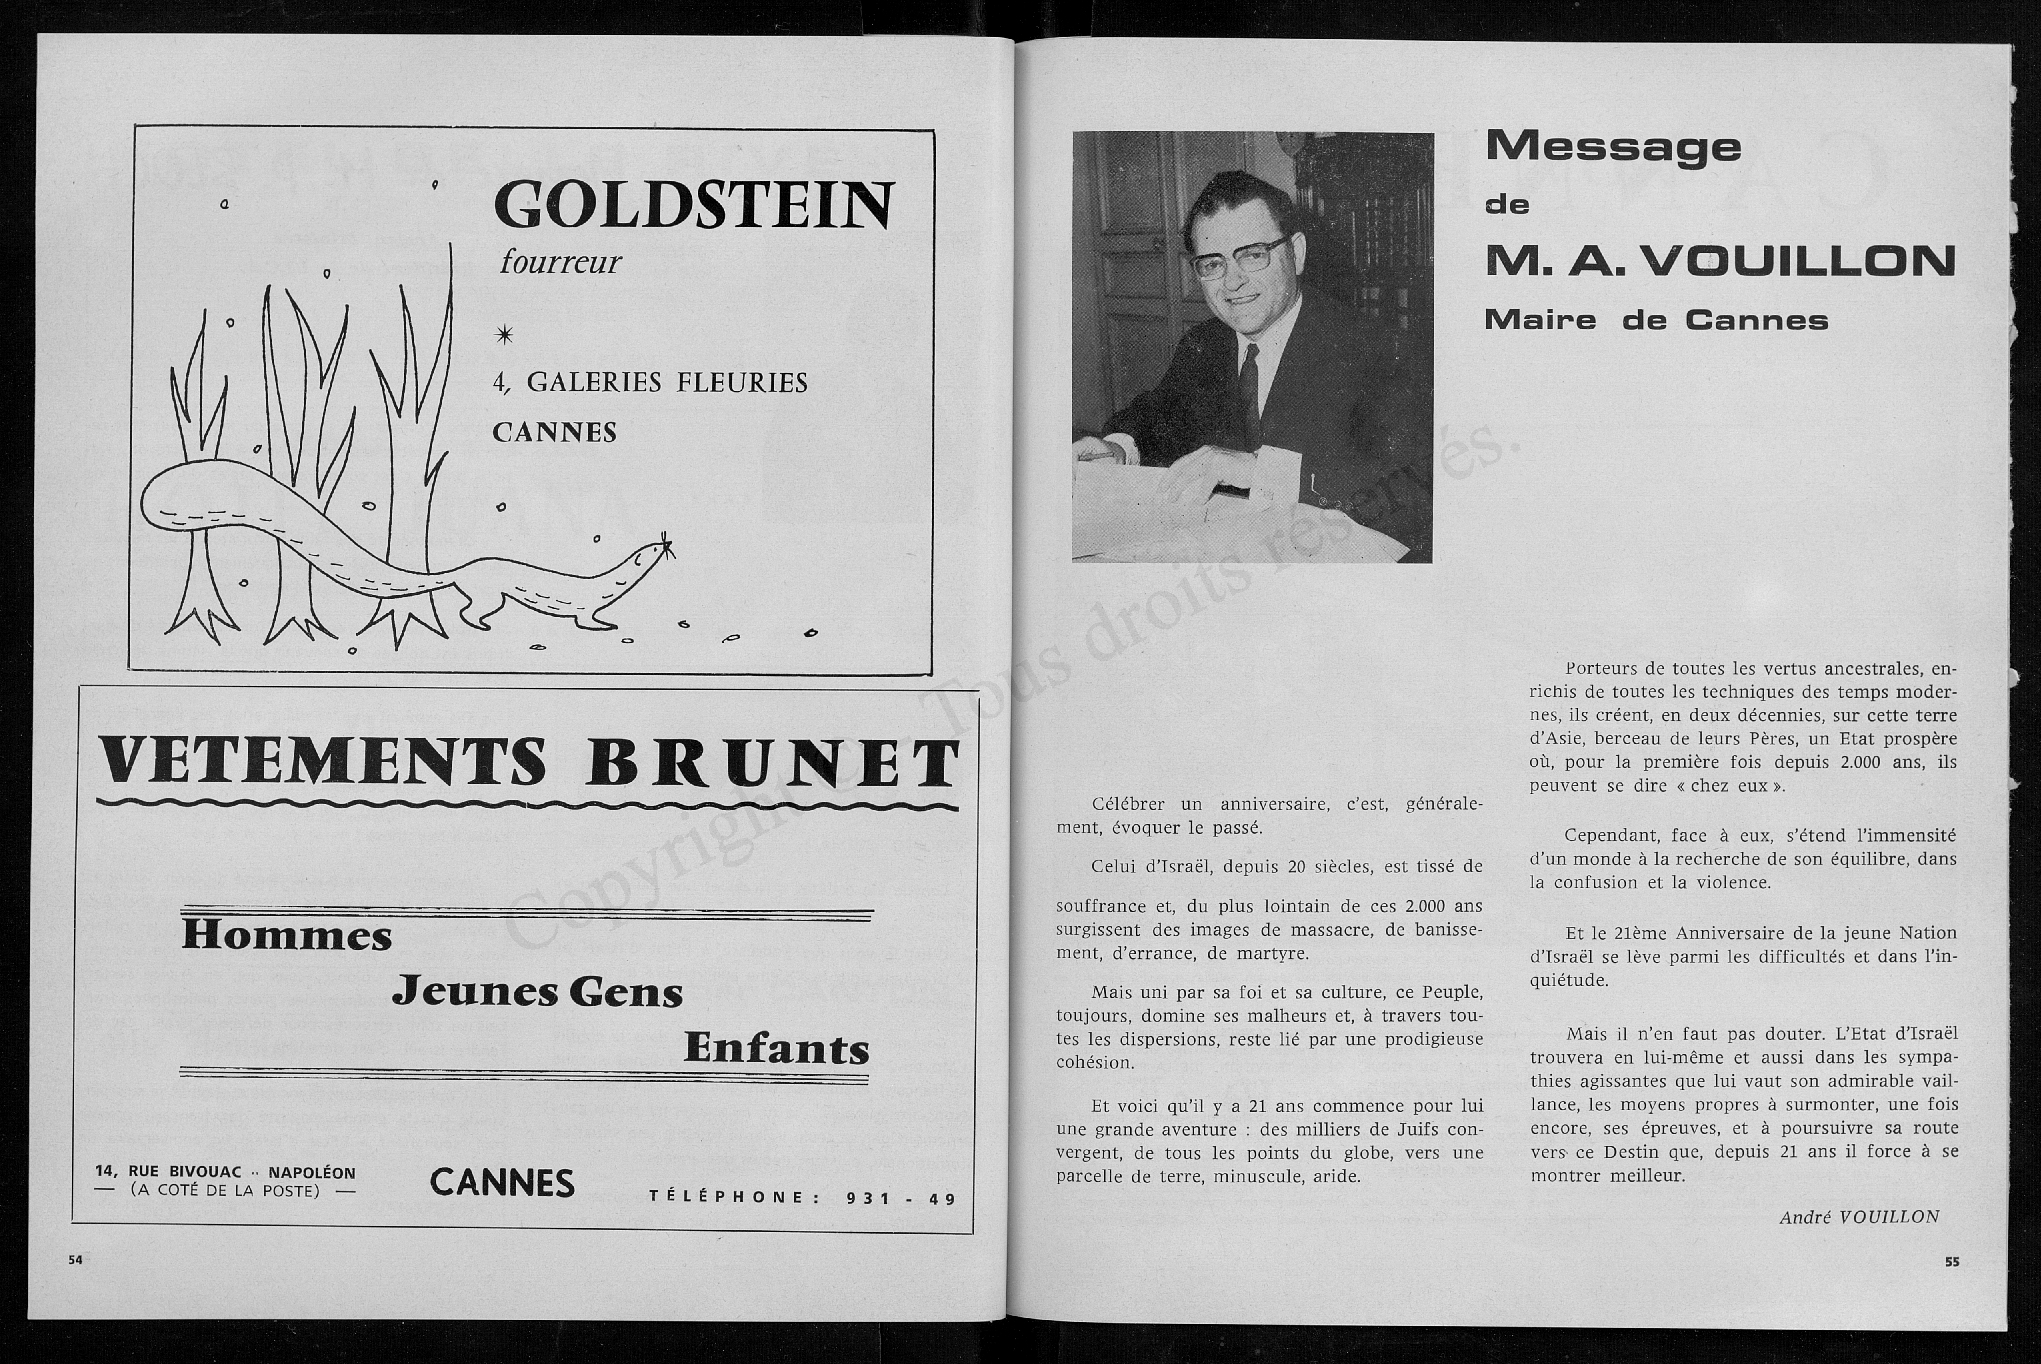 GOLDSTEIN
fourreur
*
4, GALERIES FLEURIES
CANNES
VETEMENTS BRUNET
Hommes
Jeunes Gens
Enfants
14, RUE BIVOUAC - NAPOLÉON
— (A COTÉ DE LA POSTE) —
CANNES
TÉLÉPHONE : 931 - 49
54
Message
de
M. A. VOUILLON
Maire de Cannes
Célébrer un anniversaire, c'est, générale-
ment, évoquer le passé.
Celui d'Israël, depuis 20 siècles, est tissé de
souffrance et, du plus lointain de ces 2.000 ans
surgissent des images de massacre, de banisse-
ment, d'errance, de martyre.
Mais uni par sa foi et sa culture, ce Peuple,
toujours, domine ses malheurs et, à travers tou-
tes les dispersions, reste lié par une prodigieuse
cohésion.
Et voici qu'il y a 21 ans commence pour lui
une grande aventure : des milliers de Juifs con-
vergent, de tous les points du globe, vers une
parcelle de terre, minuscule, aride.
Porteurs de toutes les vertus ancestrales, en-
richis de toutes les techniques des temps moder-
nes, ils créent, en deux décennies, sur cette terre
d'Asie, berceau de leurs Pères, un Etat prospère
où, pour la première fois depuis 2.000 ans, ils
peuvent se dire « chez eux ».
Cependant, face à eux, s'étend l'immensité
d'un monde à la recherche de son équilibre, dans
la confusion et la violence.
Et le 21ème Anniversaire de la jeune Nation
d'Israël se lève parmi les difficultés et dans l'in-
quiétude.
Mais il n'en faut pas douter. L'Etat d'Israël
trouvera en lui-même et aussi dans les sympa-
thies agissantes que lui vaut son admirable vail-
lance, les moyens propres à surmonter, une fois
encore, ses épreuves, et à poursuivre sa route
vers ce Destin que, depuis 21 ans il force à se
montrer meilleur.
André VOUILLON
55
Copyright © - Tous droits réservés.